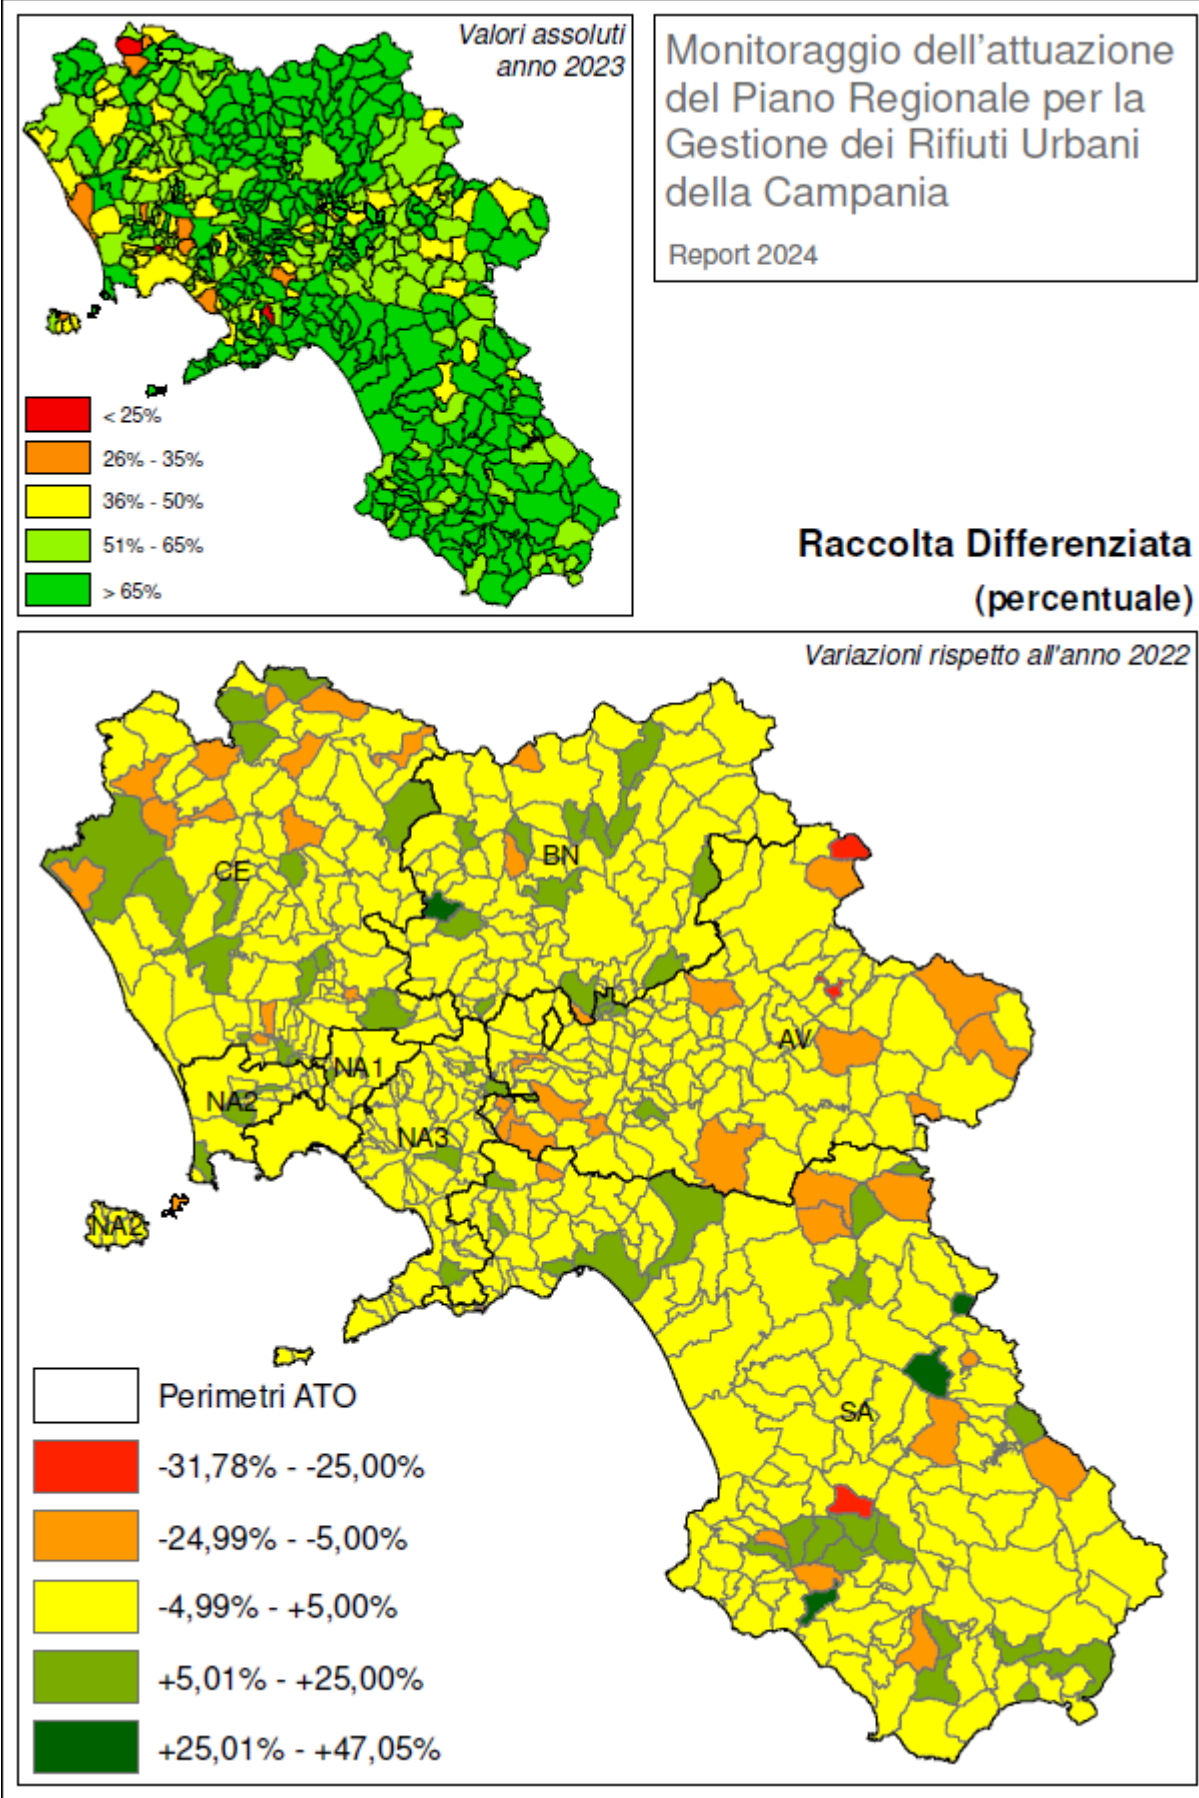 Valori assoluti
anno 2023
< 25%
26% - 35%
36% - 50%
51% - 65%
> 65%
Monitoraggio dell'attuazione
del Piano Regionale per la
Gestione dei Rifiuti Urbani
della Campania
Report 2024
Raccolta Differenziata
(percentuale)
Variazioni rispetto all'anno 2022
CE
BN
AV
NA1
NA2
NA3
NA2
SA
Perimetri ATO
-31,78% - -25,00%
-24,99% - -5,00%
-4,99% - +5,00%
+5,01% - +25,00%
+25,01% - +47,05%